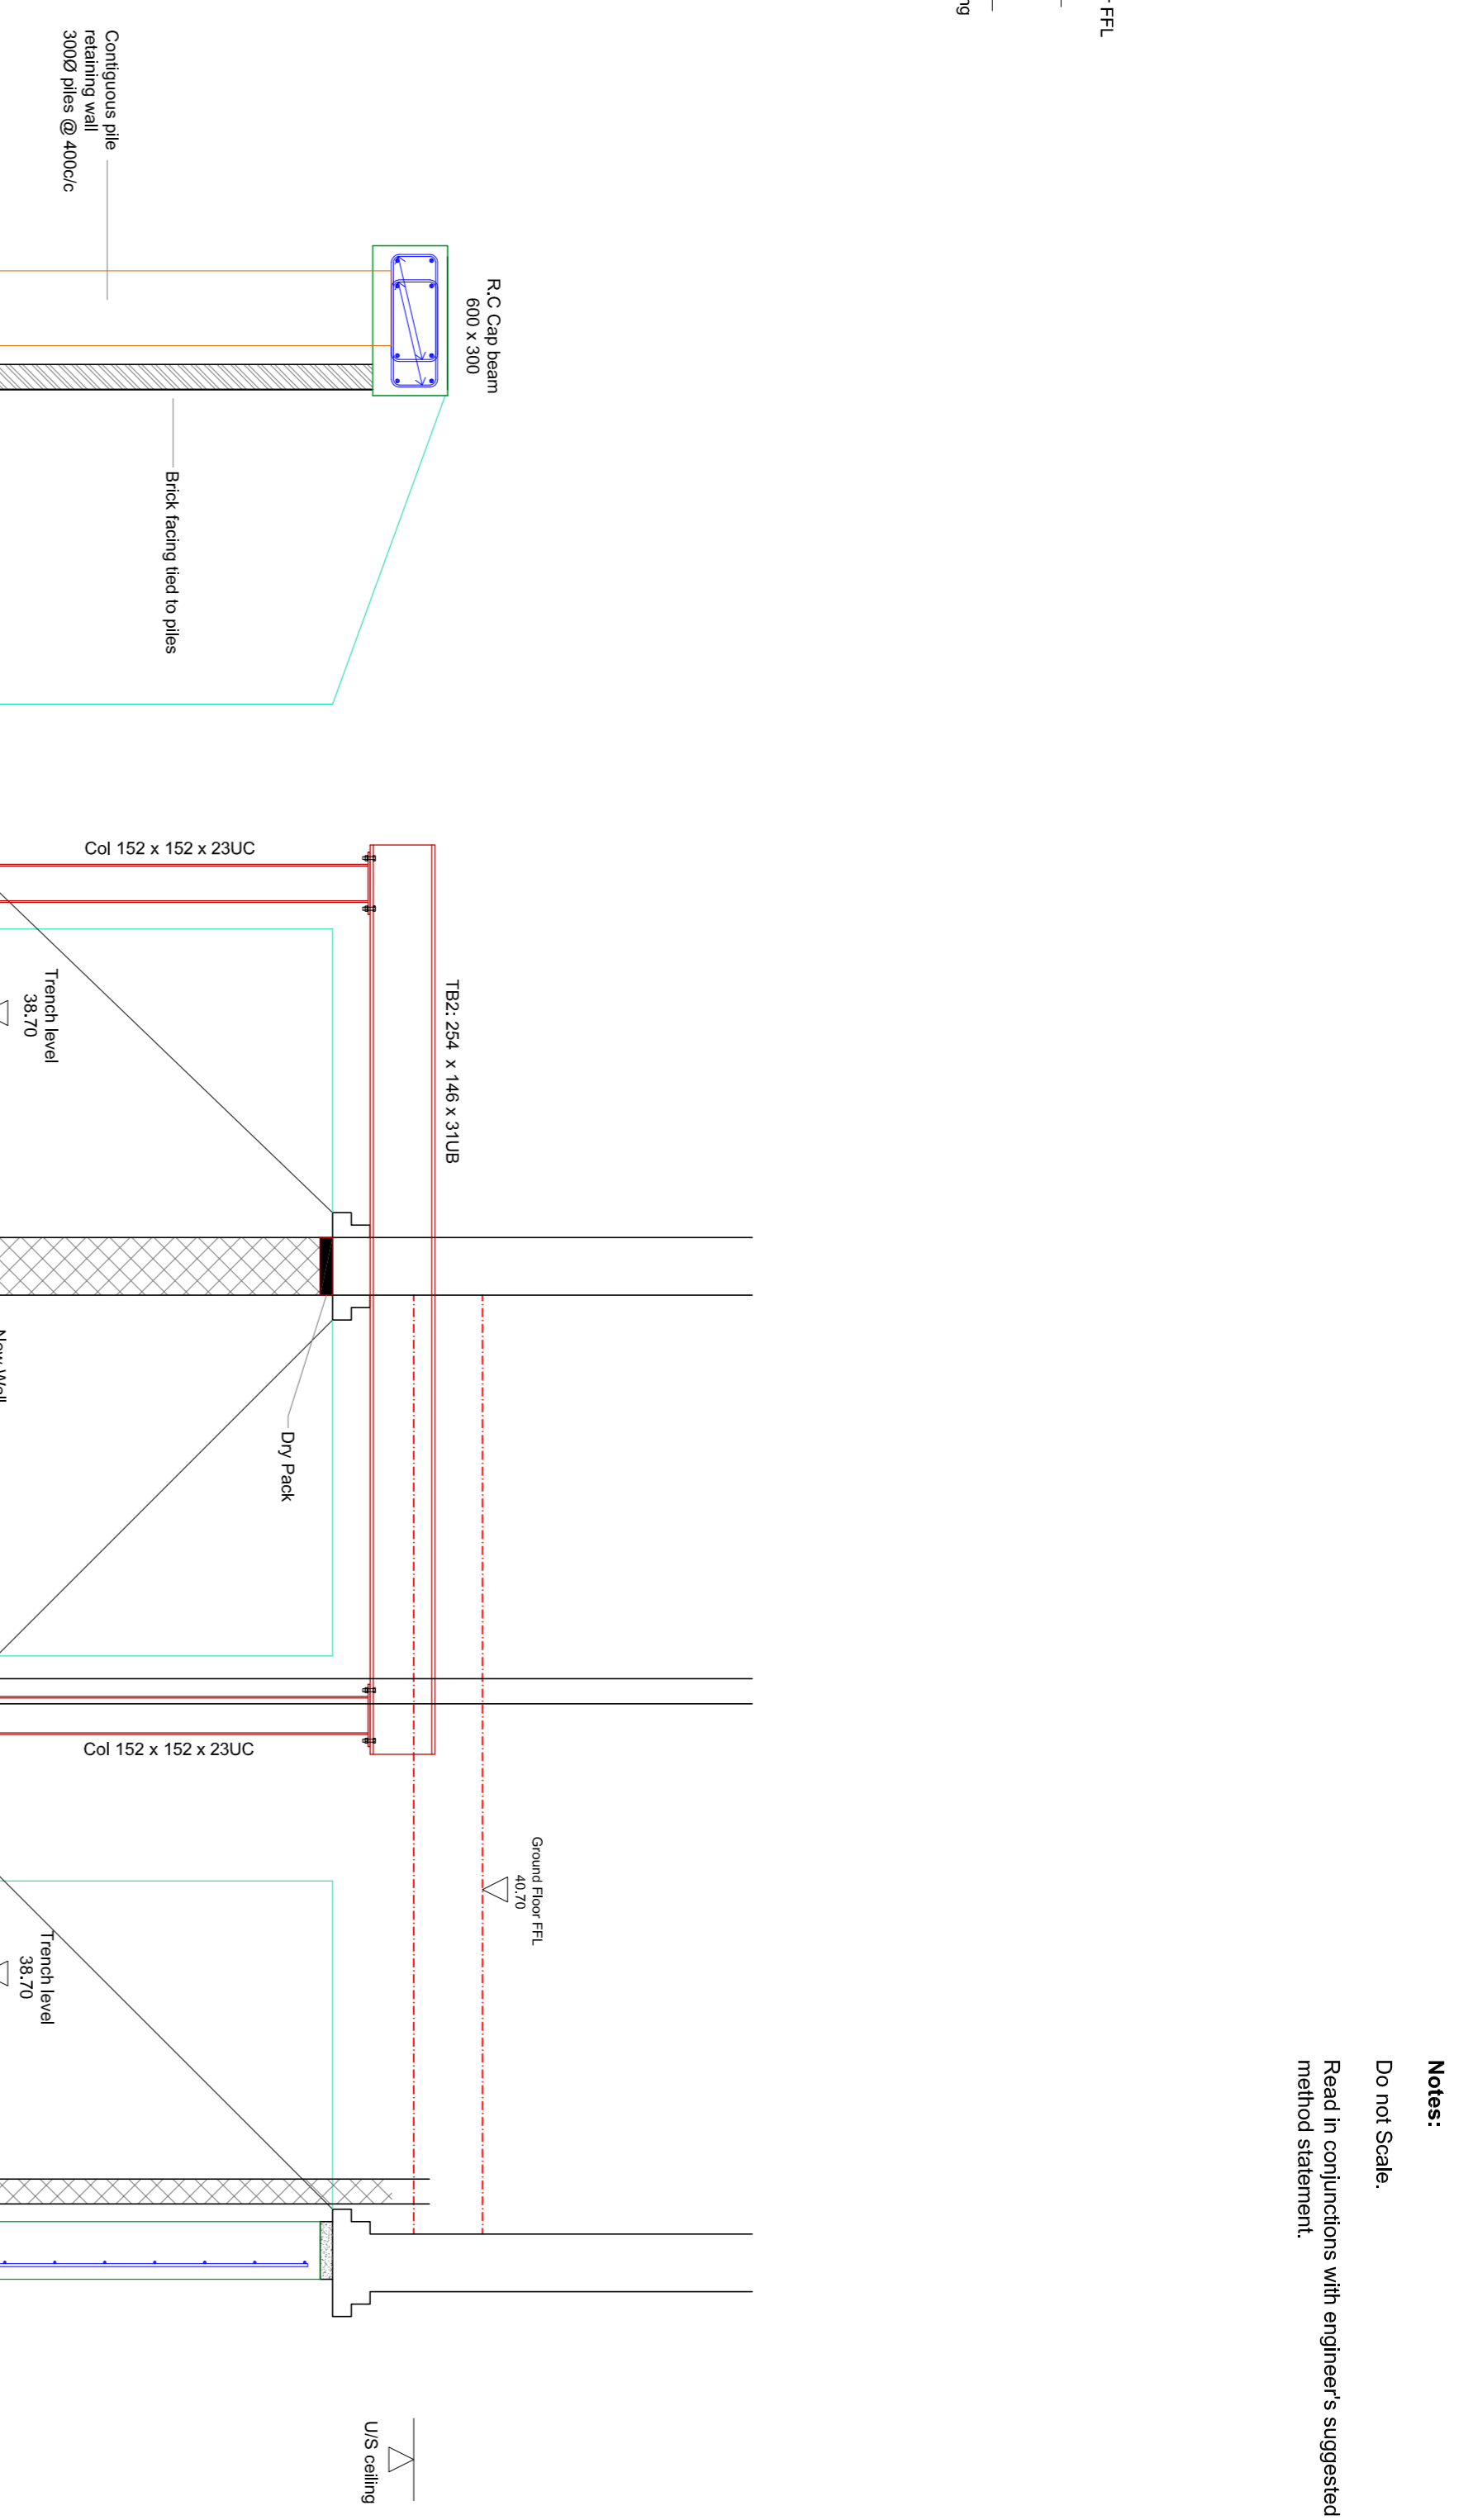 FFL
ng
Notes:
Do not Scale.
Read in conjunctions with engineer's suggested
method statement.
R.C Cap beam
600 x 300
Contiguous pile
retaining wall
300Ø piles @ 400c/c
Brick facing tied to piles
Col 152 x 152 x 23UC
TB2: 254 x 146 x 31UB
Trench level
38.70
Dry Pack
New Wall
Col 152 x 152 x 23UC
Ground Floor FFL
40.70
Trench level
38.70
U/S ceiling